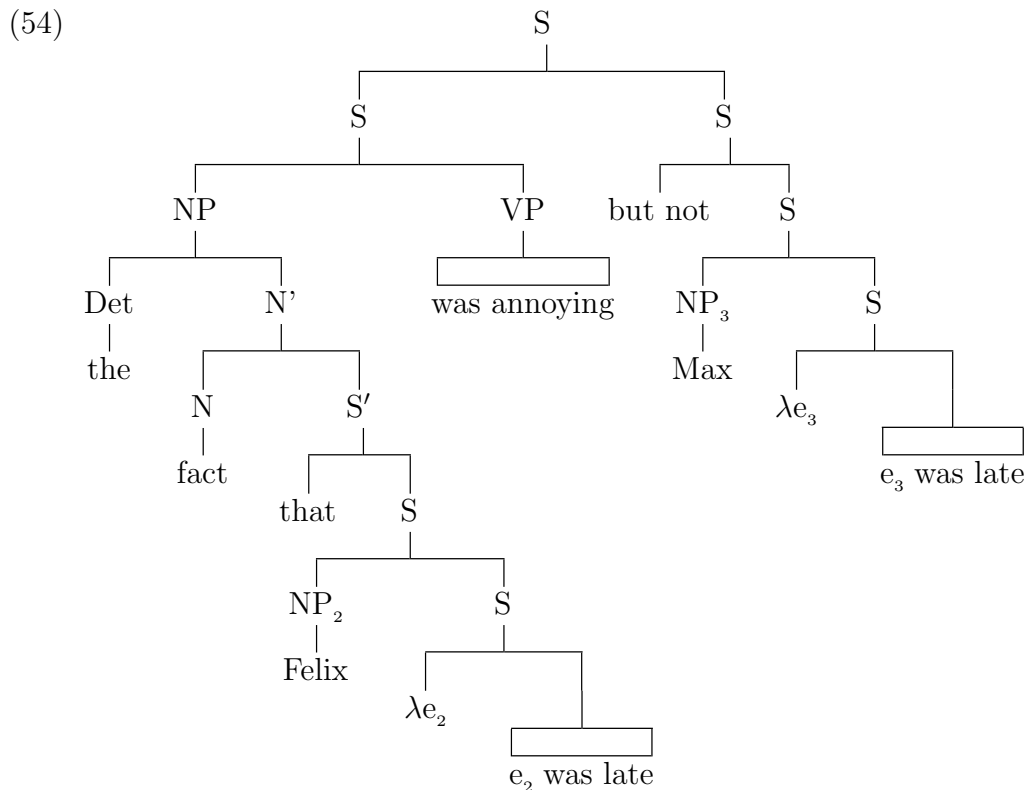 (54) S
S S
NP VP but not S
Det N' was annoying NP₃ S
the N S′ Max λe₃
fact that S e₃ was late
NP₂ S
Felix λe₂
e₂ was late